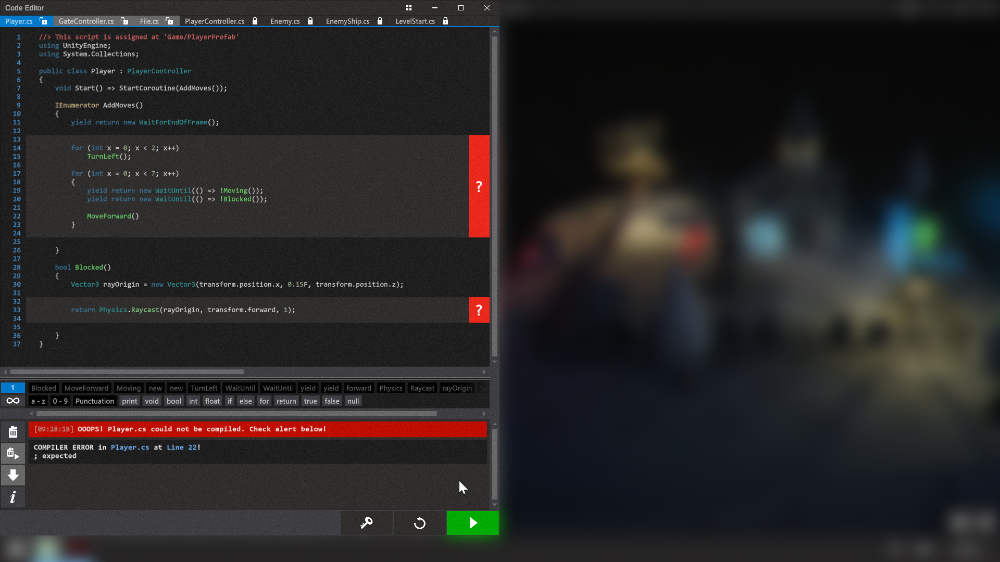 Code Editor
Player.cs GateController.cs File.cs PlayerController.cs Enemy.cs EnemyShip.cs LevelStart.cs
1 //> This script is assigned at 'Game/PlayerPrefab'
2 using UnityEngine;
3 using System.Collections;
4
5 public class Player : PlayerController
6 {
7 void Start() => StartCoroutine(AddMoves());
8
9 IEnumerator AddMoves()
10 {
11 yield return new WaitForEndOfFrame();
12
13
14 for (int x = 0; x < 2; x++)
15 TurnLeft();
16
17 for (int x = 0; x < 7; x++)
18 {
19 yield return new WaitUntil(() => !Moving());
20 yield return new WaitUntil(() => !Blocked());
21
22 MoveForward()
23 }
24
25
26 }
27
28 bool Blocked()
29 {
30 Vector3 rayOrigin = new Vector3(transform.position.x, 0.15F, transform.position.z);
31
32
33 return Physics.Raycast(rayOrigin, transform.forward, 1);
34
35
36 }
37 }
?
?
1 Blocked MoveForward Moving new new TurnLeft WaitUntil WaitUntil yield yield forward Physics Raycast rayOrigin
∞ a - z 0 - 9 Punctuation print void bool int float if else for return true false null
[09:28:18] OOOPS! Player.cs could not be compiled. Check alert below!
COMPILER ERROR in Player.cs at Line 22!
; expected
i